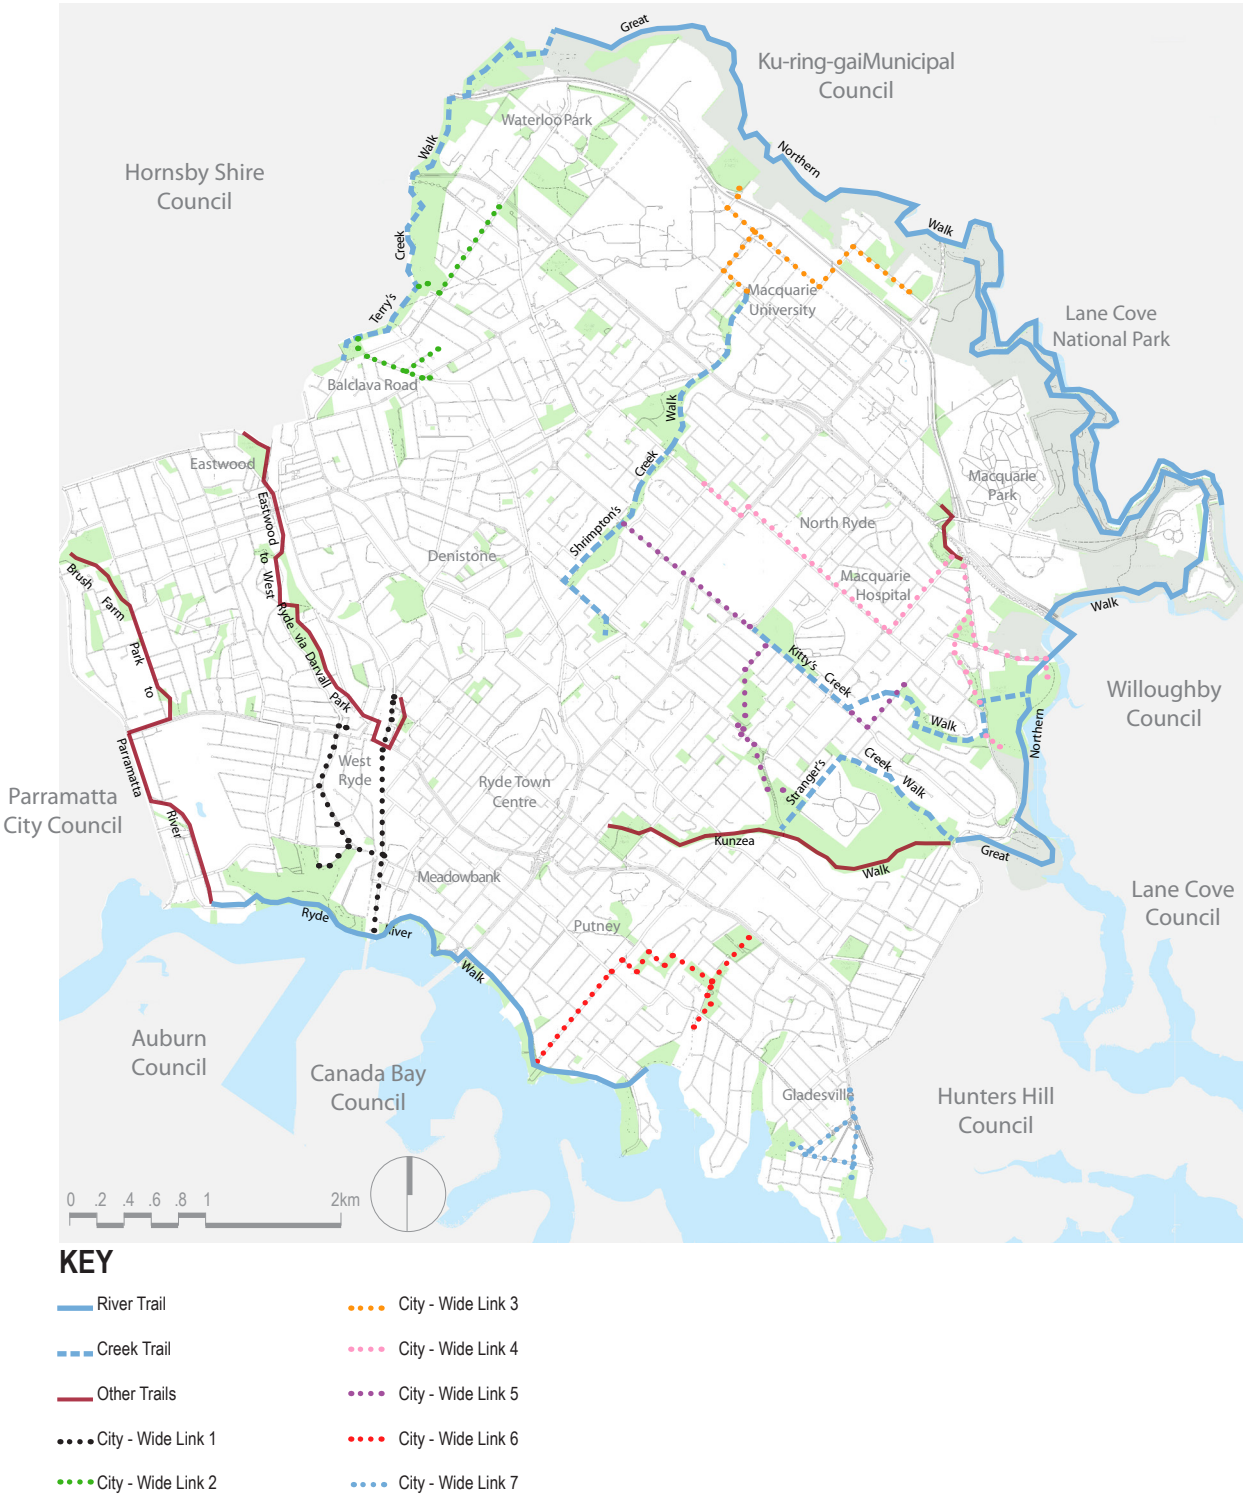 Great
Ku-ring-gaiMunicipal
Council
Waterloo Park
Walk
Northern
Hornsby Shire
Council
Walk
Creek
Terry's
Macquarie
University
Lane Cove
National Park
Balclava Road
Walk
Eastwood
Creek
Macquarie
Park
Eastwood to West Ryde via Darvall Park
North Ryde
Shrimpton's
Denistone
Brush Farm Park to Parramatta River
Macquarie
Hospital
Walk
Kitty's Creek
Walk
Willoughby
Council
Northern
West
Ryde
Creek Walk
Stranger's
Ryde Town
Centre
Parramatta
City Council
Kunzea
Walk
Great
Meadowbank
Lane Cove
Council
Ryde
River
Walk
Putney
Auburn
Council
Canada Bay
Council
Gladesville
Hunters Hill
Council
0 .2 .4 .6 .8 1 2km
KEY
River Trail
Creek Trail
Other Trails
City - Wide Link 1
City - Wide Link 2
City - Wide Link 3
City - Wide Link 4
City - Wide Link 5
City - Wide Link 6
City - Wide Link 7